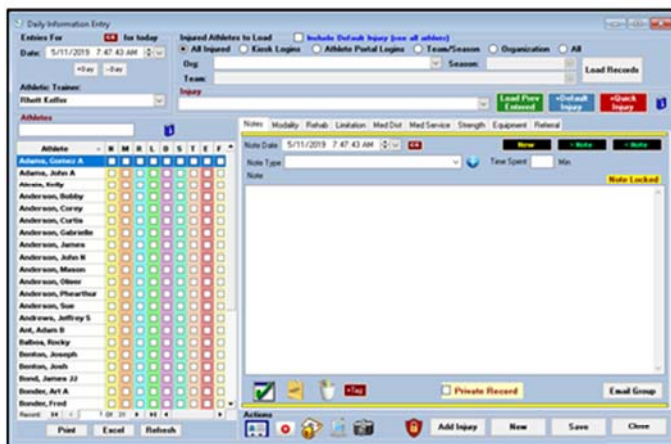 Daily Information Entry
Entries For for today
Date: 5/11/2019 7:47:43 AM
+Day -Day
Athletic Trainer:
Rhett Keller
Athletes
Injured Athletes to Load Include Default Injury (see all athletes)
All Injured Kiosk Logins Athlete Portal Logins Team/Season Organization All
Org: Season: Load Records
Team:
Injury
Load Prev Entered +Default Injury +Quick Injury
Notes Modality Rehab Limitation Med Dist Med Service Strength Equipment Referral
Note Date 5/11/2019 7:47:43 AM New + Note
Note Type Time Spent Min
Note Note Locked
Athlete N M R L D S T E F
Adams, Gomez A
Adams, John A
Alexis, Kelly
Anderson, Bobby
Anderson, Corey
Anderson, Curtis
Anderson, Gabrielle
Anderson, James
Anderson, John N
Anderson, Mason
Anderson, Oliver
Anderson, Phearthur
Anderson, Sue
Andrews, Jeffrey S
Ant, Adam B
Balboa, Rocky
Benton, Joseph
Benton, Josh
Bond, James JJ
Bonder, Art A
Bonder, Fred
Record: 1 Of 21
Print Excel Refresh
+Tag Private Record Email Group
Actions
Add Injury New Save Close